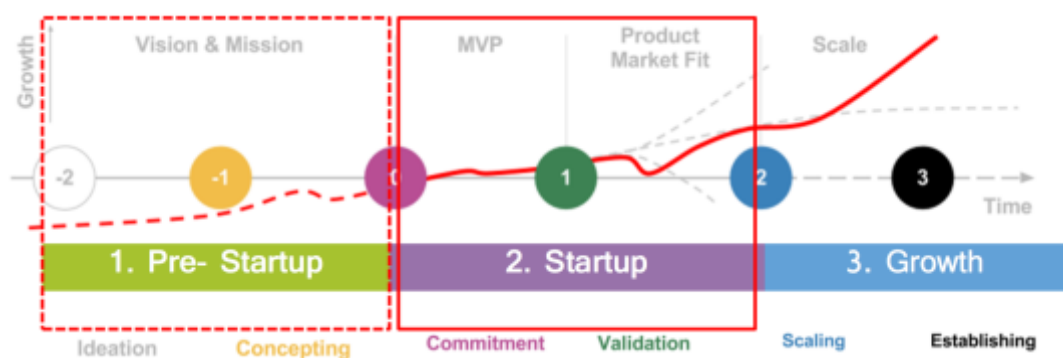 Vision & Mission
MVP
Product
Market Fit
Scale
Growth
-2
-1
0
1
2
3
Time
1. Pre- Startup
2. Startup
3. Growth
Ideation
Concepting
Commitment
Validation
Scaling
Establishing